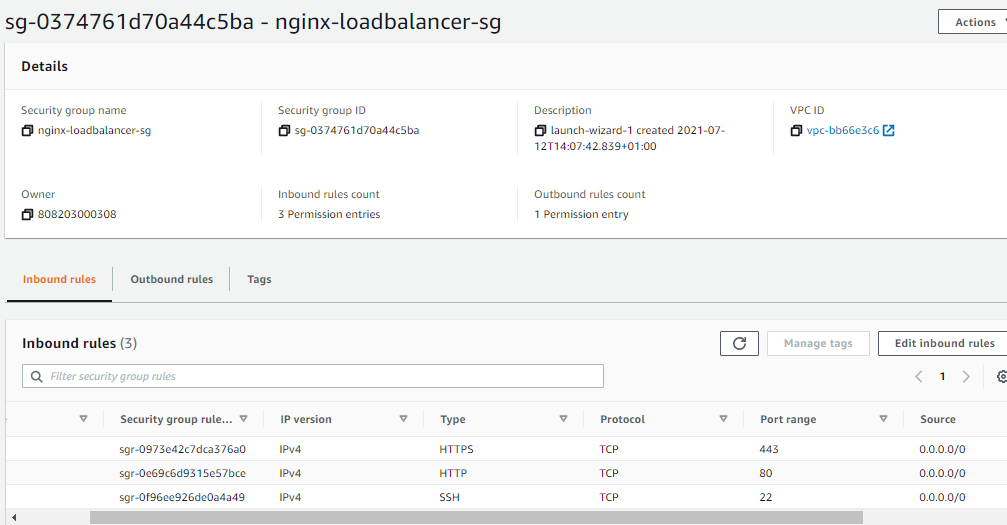 sg-0374761d70a44c5ba - nginx-loadbalancer-sg
Actions
Details
Security group name
Security group ID
Description
VPC ID
nginx-loadbalancer-sg
sg-0374761d70a44c5ba
launch-wizard-1 created 2021-07-
12T14:07:42.839+01:00
vpc-bb66e3c6
Owner
Inbound rules count
Outbound rules count
808203000308
3 Permission entries
1 Permission entry
Inbound rules
Outbound rules
Tags
Inbound rules (3)
Manage tags
Edit inbound rules
Filter security group rules
1
Security group rule... IP version Type Protocol Port range Source
sgr-0973e42c7dca376a0 IPv4 HTTPS TCP 443 0.0.0.0/0
sgr-0e69c6d9315e57bce IPv4 HTTP TCP 80 0.0.0.0/0
sgr-0f96ee926de0a4a49 IPv4 SSH TCP 22 0.0.0.0/0